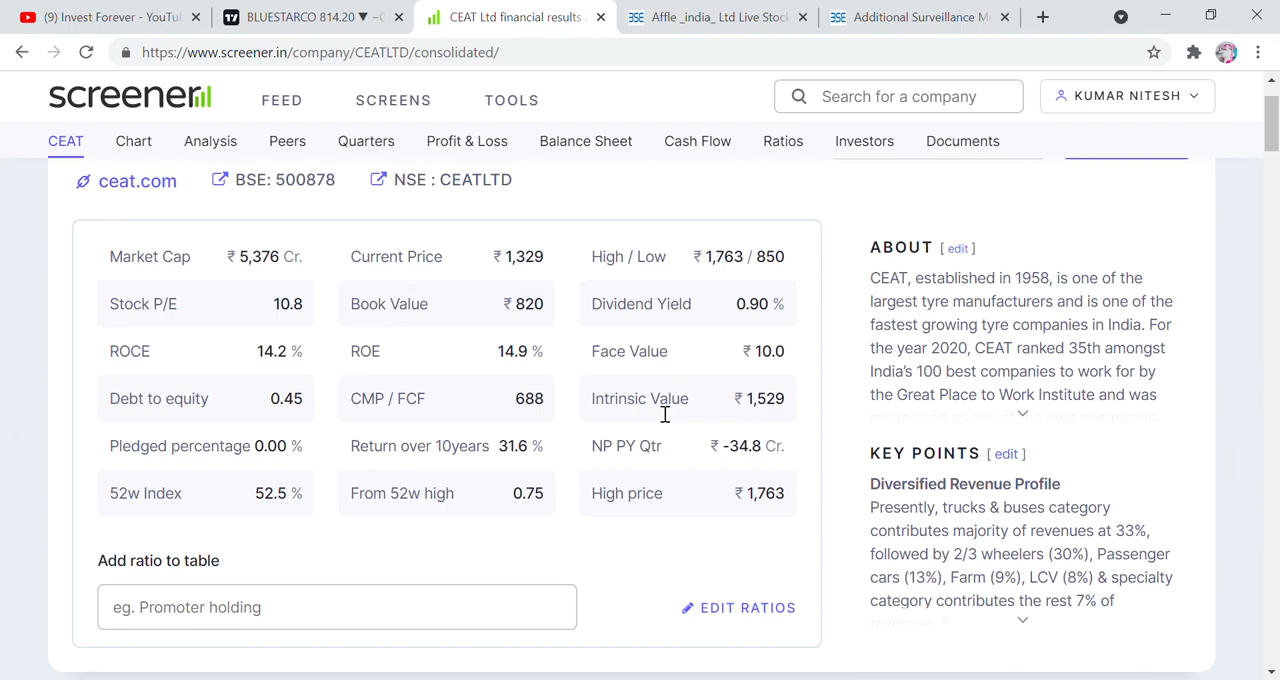 (9) Invest Forever - YouTu
BLUESTARCO 814.20 ▼ −0
CEAT Ltd financial results
Affle _india_ Ltd Live Stock
Additional Surveillance M
https://www.screener.in/company/CEATLTD/consolidated/
screener
FEED
SCREENS
TOOLS
Search for a company
KUMAR NITESH
CEAT
Chart
Analysis
Peers
Quarters
Profit & Loss
Balance Sheet
Cash Flow
Ratios
Investors
Documents
ceat.com
BSE: 500878
NSE : CEATLTD
Market Cap ₹ 5,376 Cr.
Current Price ₹ 1,329
High / Low ₹ 1,763 / 850
Stock P/E 10.8
Book Value ₹ 820
Dividend Yield 0.90 %
ROCE 14.2 %
ROE 14.9 %
Face Value ₹ 10.0
Debt to equity 0.45
CMP / FCF 688
Intrinsic Value ₹ 1,529
Pledged percentage 0.00 %
Return over 10years 31.6 %
NP PY Qtr ₹ -34.8 Cr.
52w Index 52.5 %
From 52w high 0.75
High price ₹ 1,763
Add ratio to table
eg. Promoter holding
EDIT RATIOS
ABOUT [ edit ]
CEAT, established in 1958, is one of the
largest tyre manufacturers and is one of the
fastest growing tyre companies in India. For
the year 2020, CEAT ranked 35th amongst
India's 100 best companies to work for by
the Great Place to Work Institute and was
recognised as one of the best companies
KEY POINTS [ edit ]
Diversified Revenue Profile
Presently, trucks & buses category
contributes majority of revenues at 33%,
followed by 2/3 wheelers (30%), Passenger
cars (13%), Farm (9%), LCV (8%) & specialty
category contributes the rest 7% of
revenues.